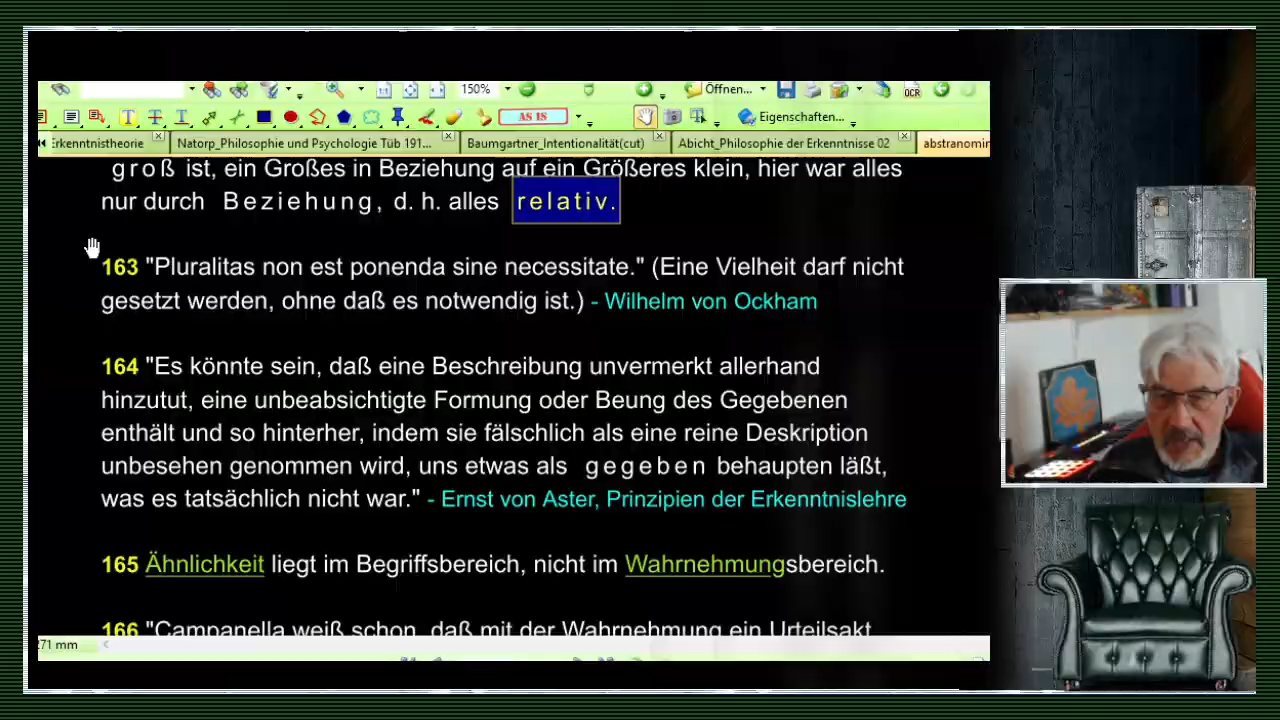 150%
Öffnen...
OCR
AS IS
Eigenschaften...
Erkenntnistheorie
Natorp_Philosophie und Psychologie Tüb 191...
Baumgartner_Intentionalität(cut)
Abicht_Philosophie der Erkenntnisse 02
abstranomin
groß ist, ein Großes in Beziehung auf ein Größeres klein, hier war alles
nur durch Beziehung, d. h. alles relativ.
163 "Pluralitas non est ponenda sine necessitate." (Eine Vielheit darf nicht
gesetzt werden, ohne daß es notwendig ist.) - Wilhelm von Ockham
164 "Es könnte sein, daß eine Beschreibung unvermerkt allerhand
hinzutut, eine unbeabsichtigte Formung oder Beung des Gegebenen
enthält und so hinterher, indem sie fälschlich als eine reine Deskription
unbesehen genommen wird, uns etwas als gegeben behaupten läßt,
was es tatsächlich nicht war." - Ernst von Aster, Prinzipien der Erkenntnislehre
165 Ähnlichkeit liegt im Begriffsbereich, nicht im Wahrnehmungsbereich.
166 "Campanella weiß schon, daß mit der Wahrnehmung ein Urteilsakt
271 mm